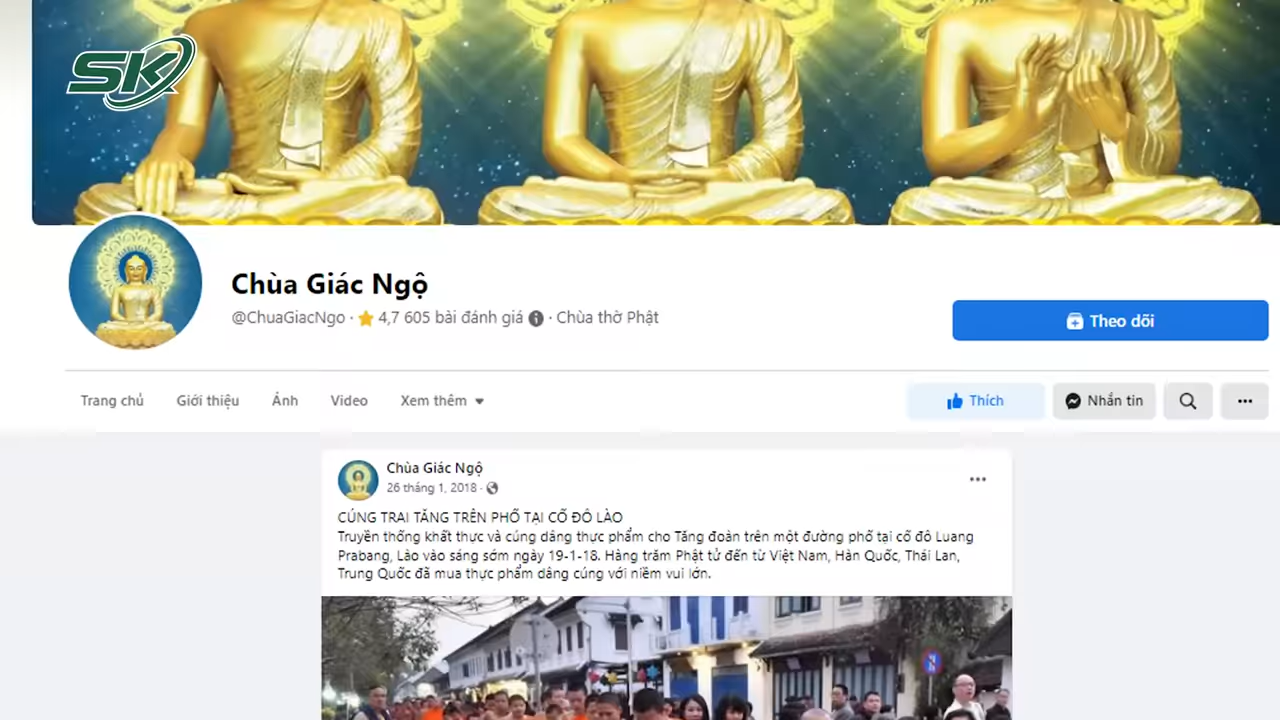 SK
Chùa Giác Ngộ
@ChuaGiacNgo · 4,7 605 bài đánh giá · Chùa thờ Phật
Theo dõi
Trang chủ Giới thiệu Ảnh Video Xem thêm
Thích Nhắn tin
Chùa Giác Ngộ
26 tháng 1, 2018 ·
CÚNG TRAI TĂNG TRÊN PHỐ TẠI CỐ ĐÔ LÀO
Truyền thống khất thực và cúng dâng thực phẩm cho Tăng đoàn trên một đường phố tại cố đô Luang
Prabang, Lào vào sáng sớm ngày 19-1-18. Hàng trăm Phật tử đến từ Việt Nam, Hàn Quốc, Thái Lan,
Trung Quốc đã mua thực phẩm dâng cúng với niềm vui lớn.